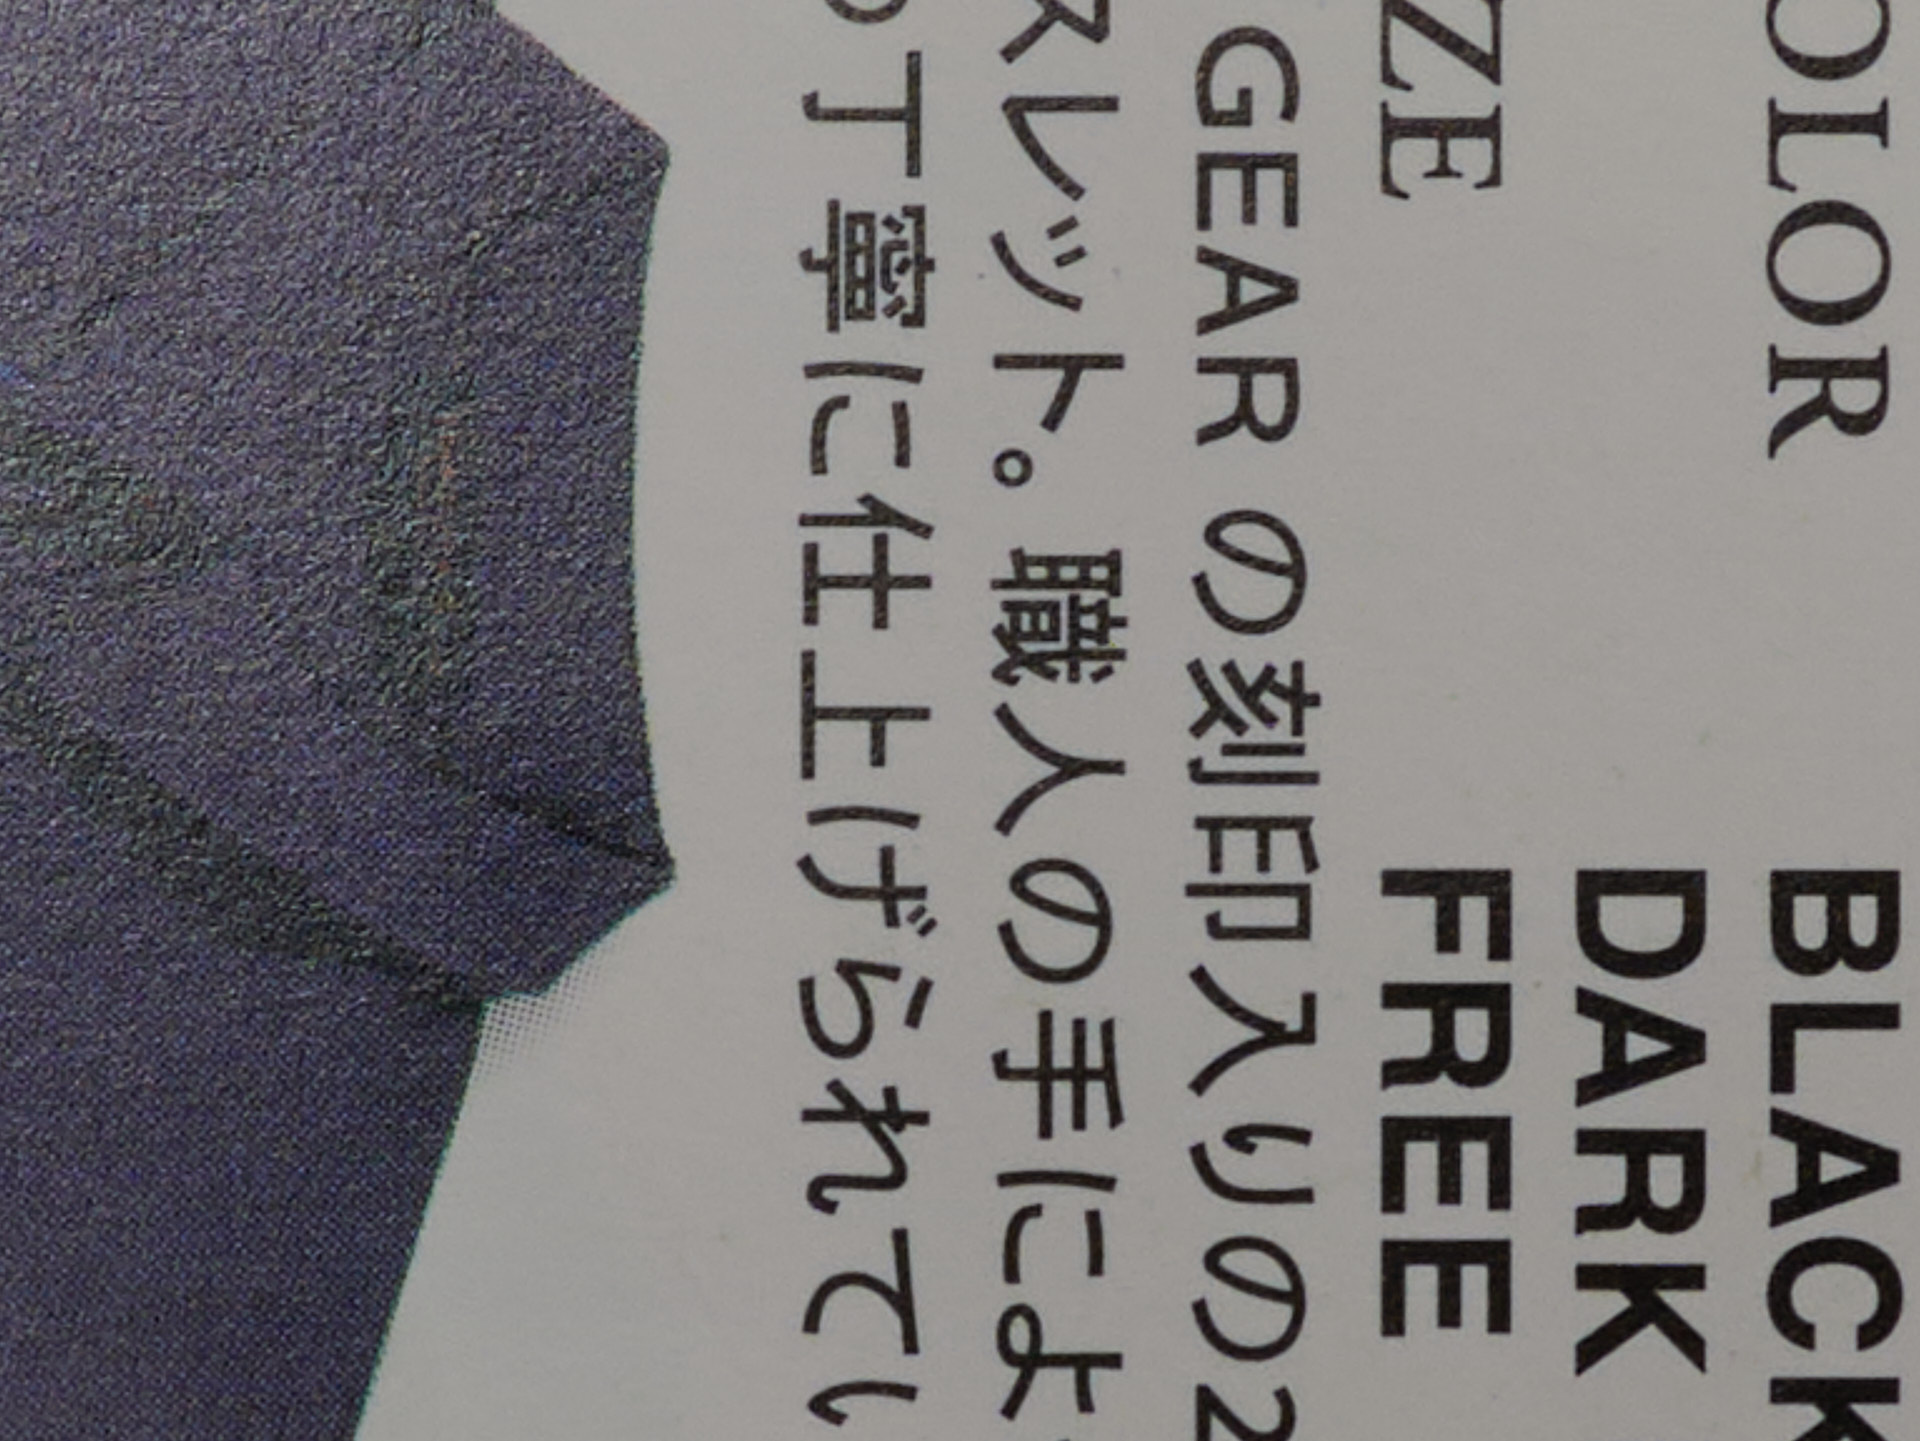 OLOR BLACK
DARK
ZE FREE
GEAR の刻印入りの2
スレット。職人の手によ
丁寧に仕上げられてい